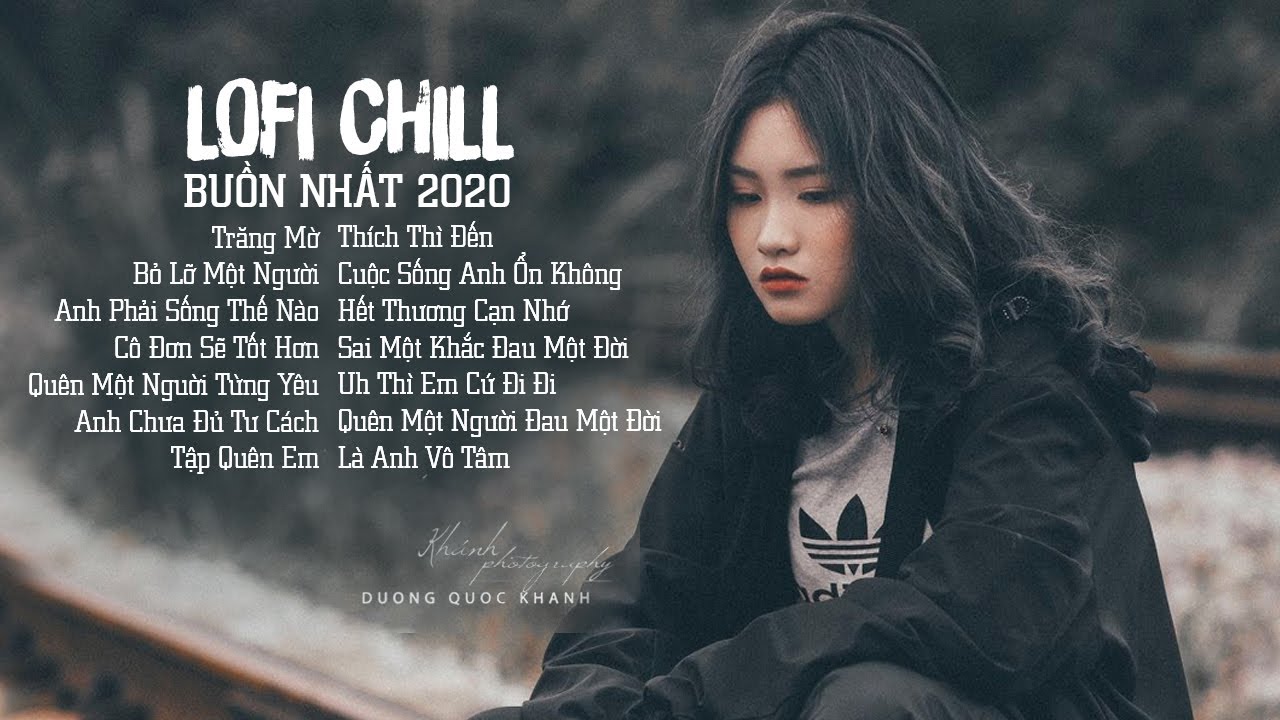 LOFI CHILL
BUỒN NHẤT 2020
Trăng Mờ Thích Thì Đến
Bỏ Lỡ Một Người Cuộc Sống Anh Ổn Không
Anh Phải Sống Thế Nào Hết Thương Cạn Nhớ
Cô Đơn Sẽ Tốt Hơn Sai Một Khắc Đau Một Đời
Quên Một Nguời Từng Yêu Uh Thì Em Cứ Đi Đi
Anh Chưa Đủ Tư Cách Quên Một Người Đau Một Đời
Tập Quên Em Là Anh Vô Tâm
Khánh
photography
DUONG QUOC KHANH